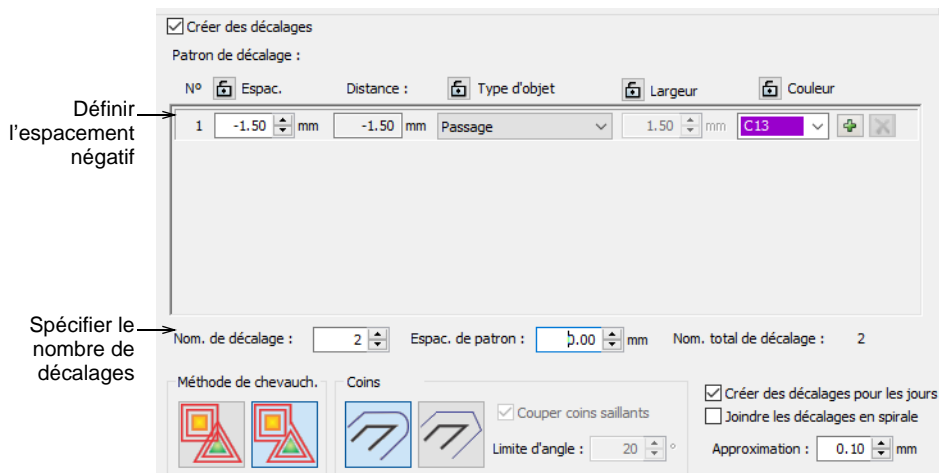 Créer des décalages
Patron de décalage :
Nº Espac. Distance : Type d'objet Largeur Couleur
Définir
l'espacement
négatif
1 -1.50 mm -1.50 mm Passage 1.50 mm C13
Spécifier le
nombre de
décalages
Nom. de décalage : 2 Espac. de patron : 0.00 mm Nom. total de décalage : 2
Méthode de chevauch. Coins
Créer des décalages pour les jours
Couper coins saillants
Joindre les décalages en spirale
Limite d'angle : 20 ° Approximation : 0.10 mm